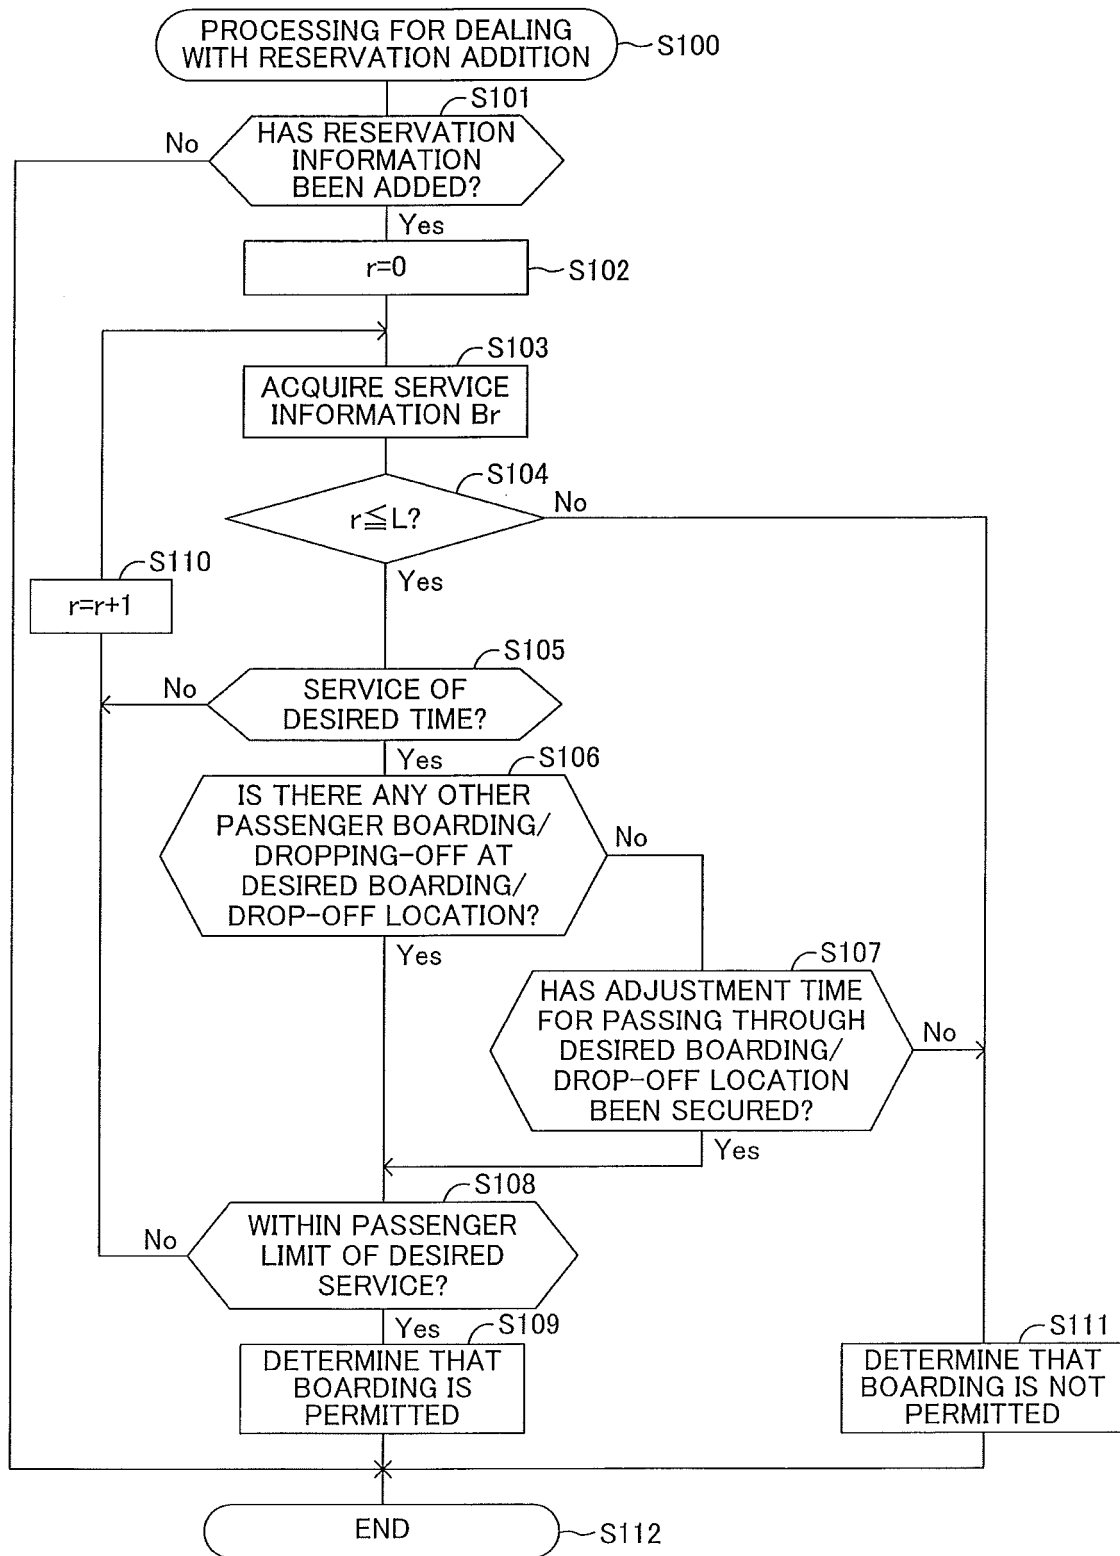 PROCESSING FOR DEALING
WITH RESERVATION ADDITION
S100
S101
HAS RESERVATION
INFORMATION
BEEN ADDED?
No
Yes
r=0
S102
S103
ACQUIRE SERVICE
INFORMATION Br
S104
r≦L?
No
Yes
S110
r=r+1
S105
SERVICE OF
DESIRED TIME?
No
Yes
S106
IS THERE ANY OTHER
PASSENGER BOARDING/
DROPPING-OFF AT
DESIRED BOARDING/
DROP-OFF LOCATION?
No
Yes
S107
HAS ADJUSTMENT TIME
FOR PASSING THROUGH
DESIRED BOARDING/
DROP-OFF LOCATION
BEEN SECURED?
No
Yes
S108
WITHIN PASSENGER
LIMIT OF DESIRED
SERVICE?
No
Yes
S109
DETERMINE THAT
BOARDING IS
PERMITTED
S111
DETERMINE THAT
BOARDING IS NOT
PERMITTED
END
S112